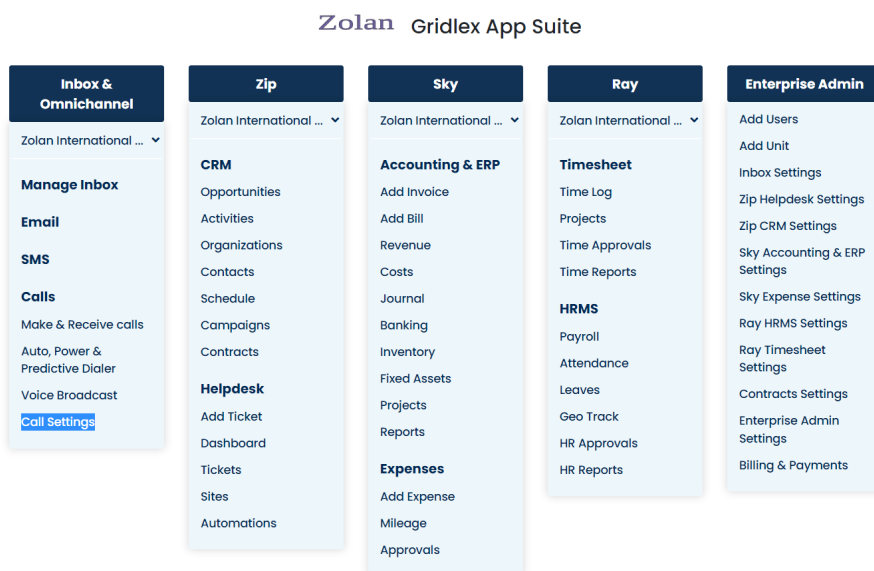 Zolan Gridlex App Suite
Inbox &
Omnichannel
Zolan International ...
Manage Inbox
Email
SMS
Calls
Make & Receive calls
Auto, Power &
Predictive Dialer
Voice Broadcast
Call Settings
Zip
Zolan International ...
CRM
Opportunities
Activities
Organizations
Contacts
Schedule
Campaigns
Contracts
Helpdesk
Add Ticket
Dashboard
Tickets
Sites
Automations
Sky
Zolan International ...
Accounting & ERP
Add Invoice
Add Bill
Revenue
Costs
Journal
Banking
Inventory
Fixed Assets
Projects
Reports
Expenses
Add Expense
Mileage
Approvals
Ray
Zolan International ...
Timesheet
Time Log
Projects
Time Approvals
Time Reports
HRMS
Payroll
Attendance
Leaves
Geo Track
HR Approvals
HR Reports
Enterprise Admin
Add Users
Add Unit
Inbox Settings
Zip Helpdesk Settings
Zip CRM Settings
Sky Accounting & ERP
Settings
Sky Expense Settings
Ray HRMS Settings
Ray Timesheet
Settings
Contracts Settings
Enterprise Admin
Settings
Billing & Payments